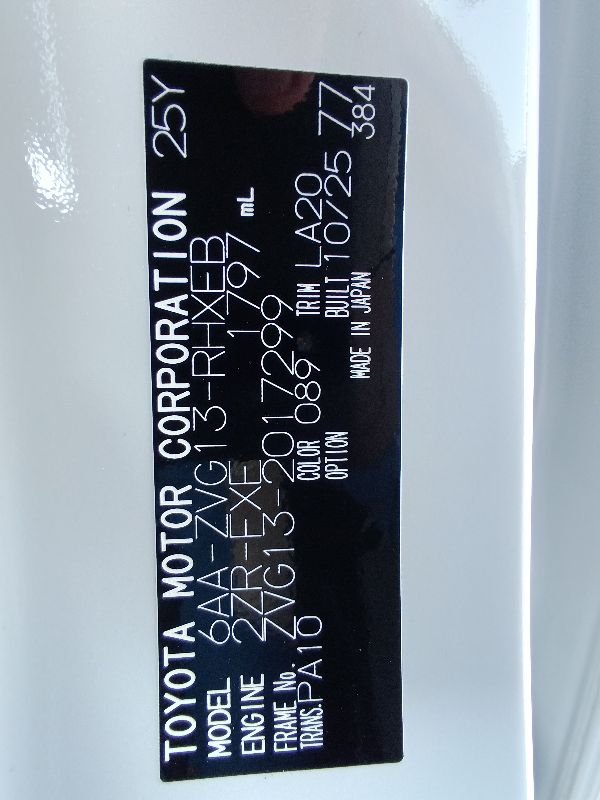 TOYOTA MOTOR CORPORATION 25Y
MODEL 6AA-ZVG13-RHXEB
ENGINE 2ZR-FXE 1797 mL
FRAME No. ZVG13-2017299
TRANS. PA10 COLOR 089 TRIM LA20
OPTION BUILT 10/25 77
MADE IN JAPAN 384